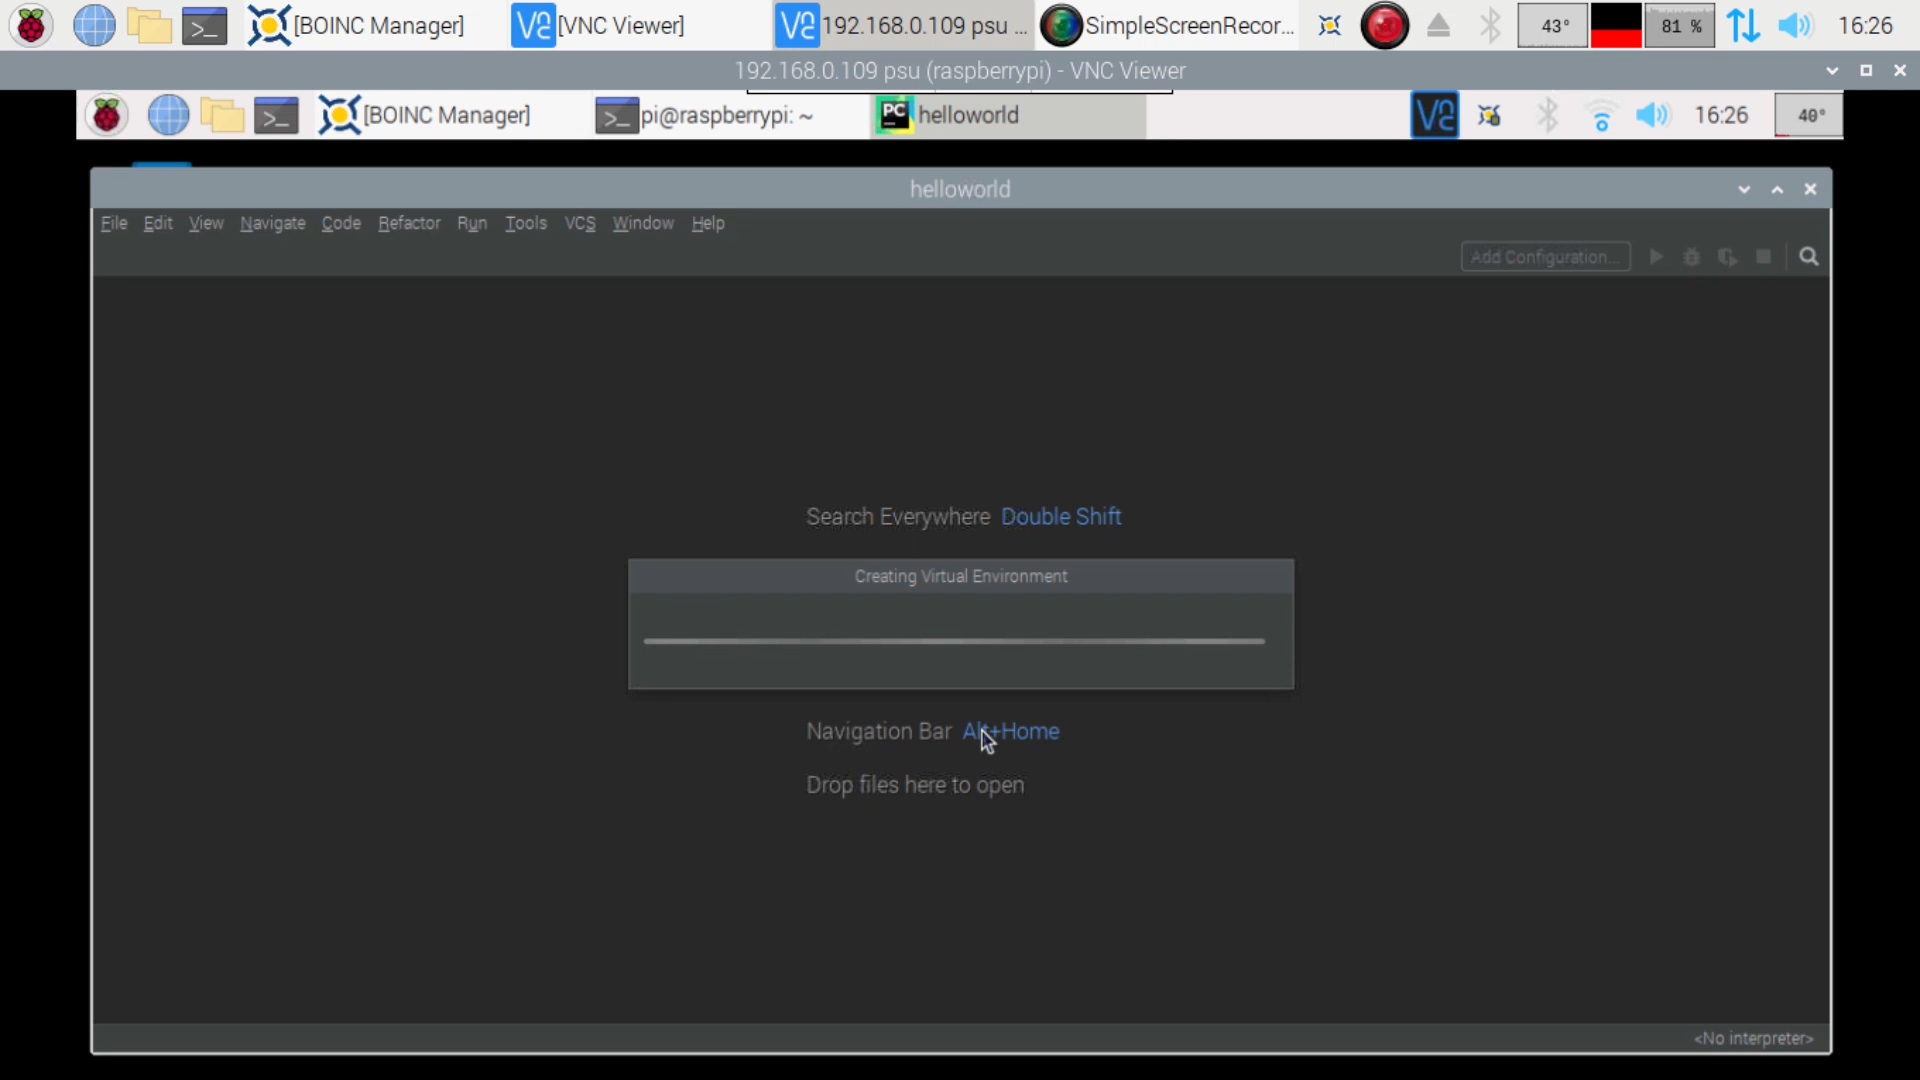 [BOINC Manager] [VNC Viewer] 192.168.0.109 psu ... SimpleScreenRecor... 43° 81 % 16:26
192.168.0.109 psu (raspberrypi) - VNC Viewer
[BOINC Manager] pi@raspberrypi: ~ PC helloworld 16:26 40°
helloworld
File Edit View Navigate Code Refactor Run Tools VCS Window Help
Add Configuration...
Search Everywhere Double Shift
Creating Virtual Environment
Navigation Bar Alt+Home
Drop files here to open
<No interpreter>